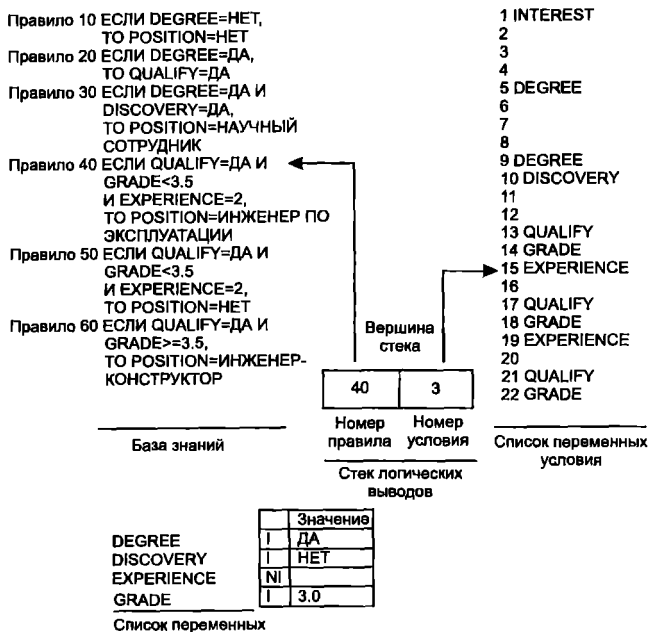 Правило 10 ЕСЛИ DEGREE=НЕТ,
ТО POSITION=НЕТ
Правило 20 ЕСЛИ DEGREE=ДА,
ТО QUALIFY=ДА
Правило 30 ЕСЛИ DEGREE=ДА И
DISCOVERY=ДА,
ТО POSITION=НАУЧНЫЙ
СОТРУДНИК
Правило 40 ЕСЛИ QUALIFY=ДА И
GRADE<3.5
И EXPERIENCE=2,
ТО POSITION=ИНЖЕНЕР ПО
ЭКСПЛУАТАЦИИ
Правило 50 ЕСЛИ QUALIFY=ДА И
GRADE<3.5
И EXPERIENCE=2,
ТО POSITION=НЕТ
Правило 60 ЕСЛИ QUALIFY=ДА И
GRADE>=3.5,
ТО POSITION=ИНЖЕНЕР-
КОНСТРУКТОР
База знаний
Вершина
стека
40 3
Номер правила Номер условия
Стек логических
выводов
1 INTEREST
2
3
4
5 DEGREE
6
7
8
9 DEGREE
10 DISCOVERY
11
12
13 QUALIFY
14 GRADE
15 EXPERIENCE
16
17 QUALIFY
18 GRADE
19 EXPERIENCE
20
21 QUALIFY
22 GRADE
Список переменных
условия
Значение
DEGREE I ДА
DISCOVERY I НЕТ
EXPERIENCE NI
GRADE I 3.0
Список переменных